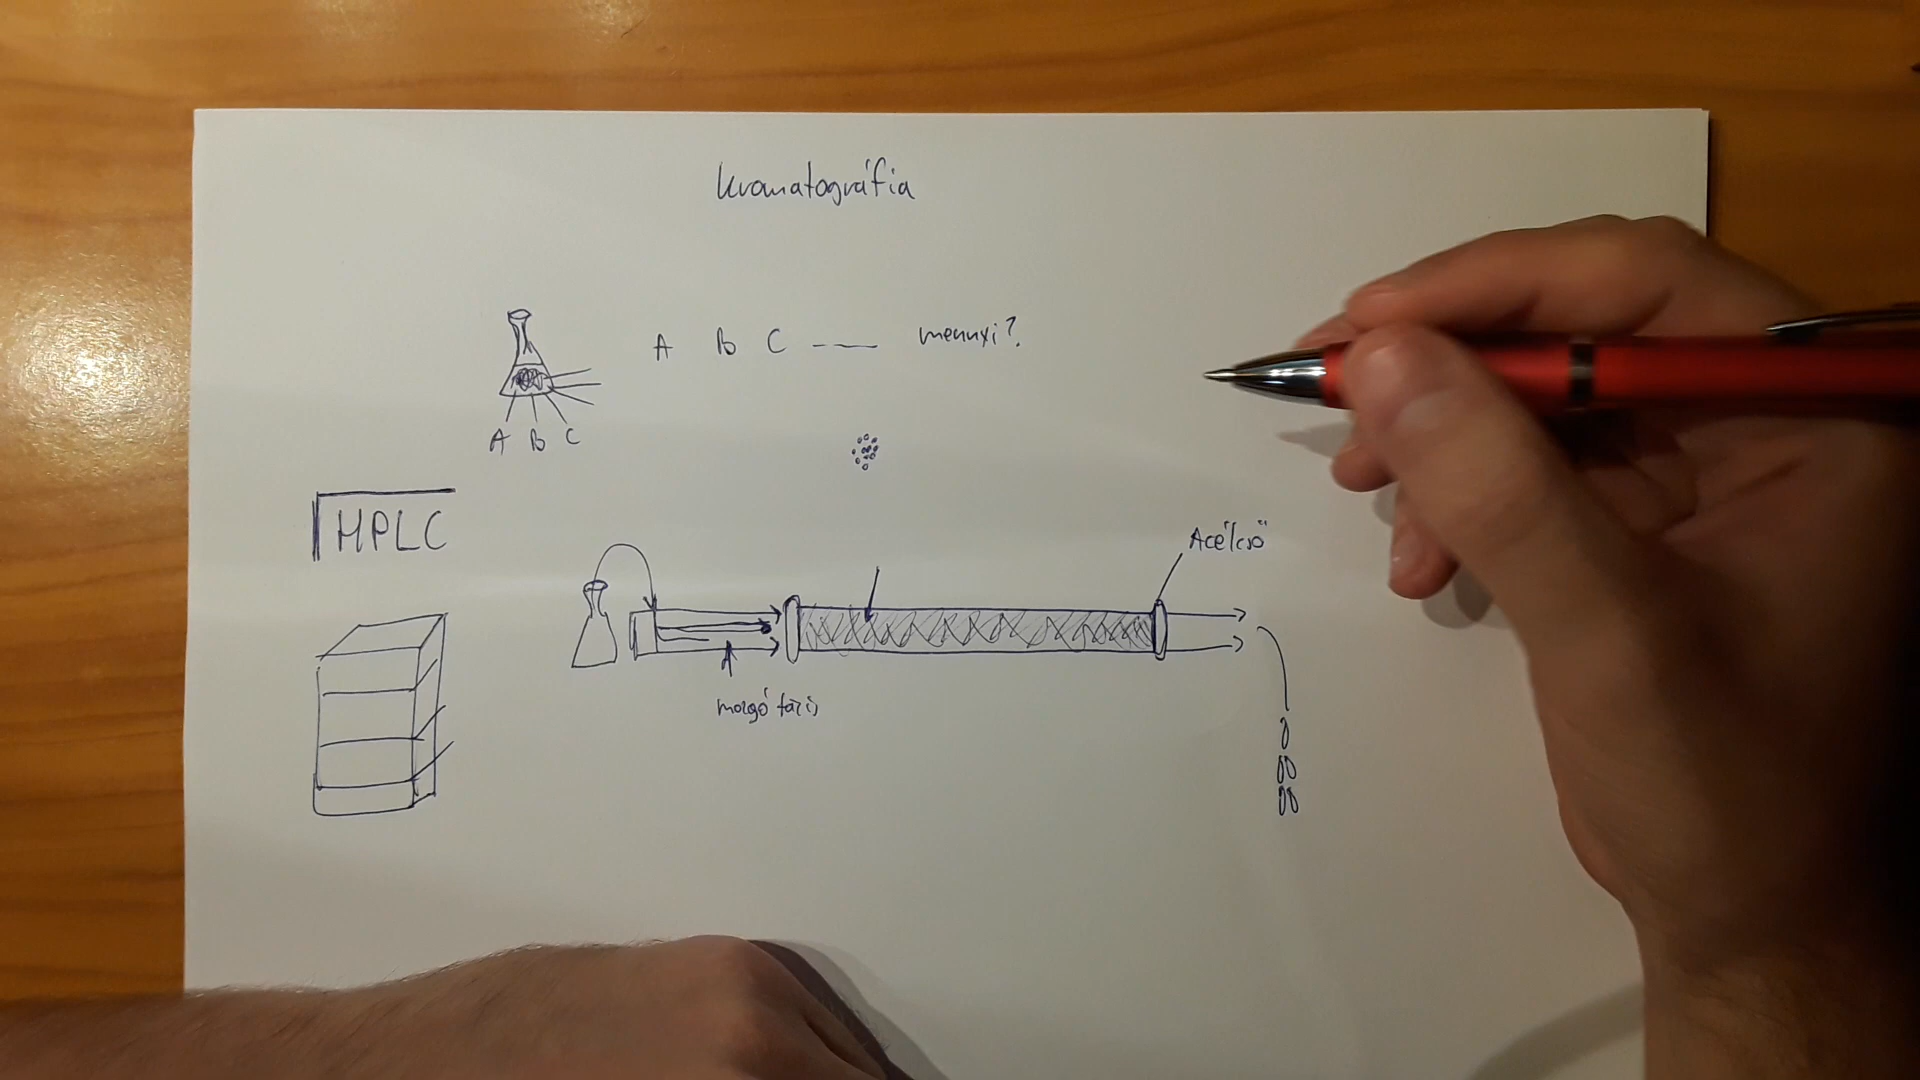 Kromatográfia
A B C —— mennyi?
A B C
HPLC
Acélcső
mozgó fázis